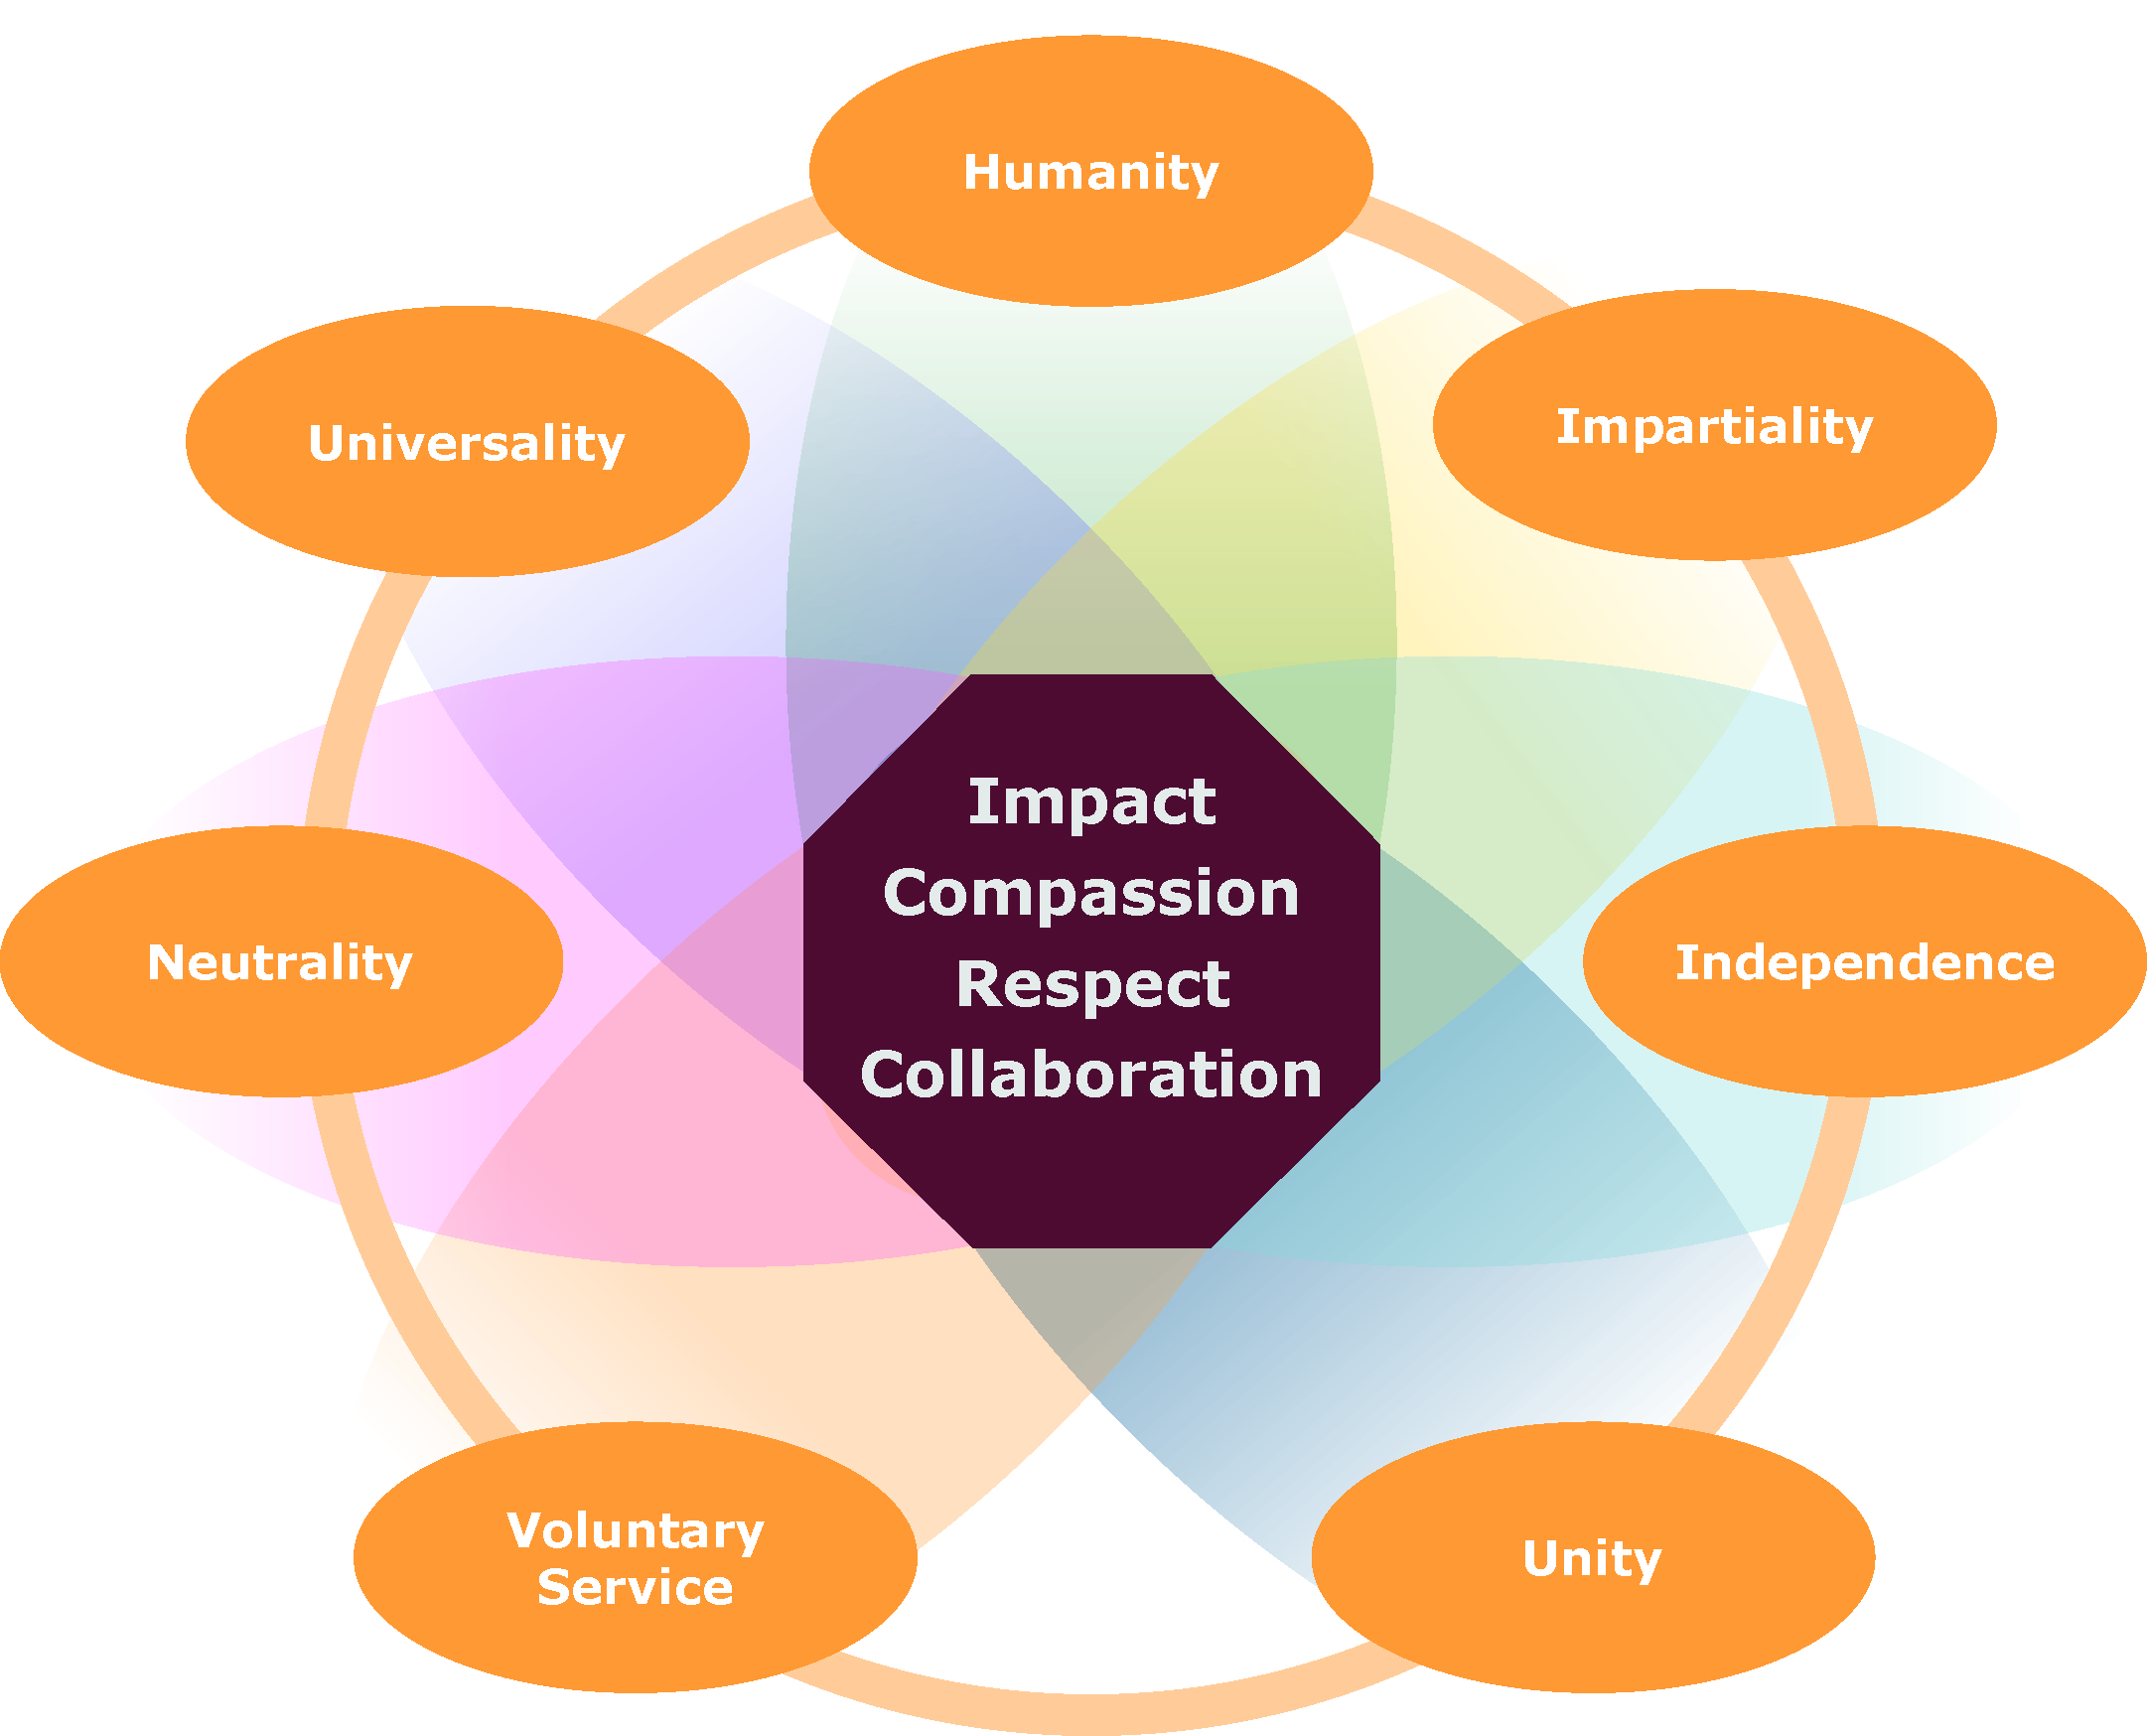 Humanity
Impartiality
Universality
Impact
Compassion
Respect
Collaboration
Neutrality
Independence
Voluntary
Service
Unity